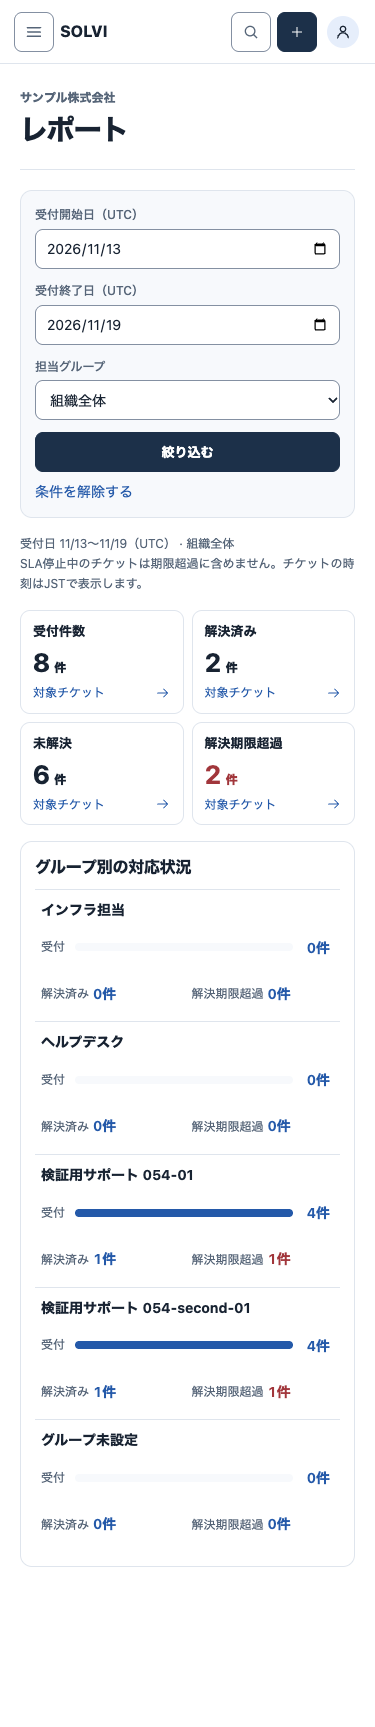 SOLVI
サンプル株式会社
レポート
受付開始日（UTC）
2026/11/13
受付終了日（UTC）
2026/11/19
担当グループ
組織全体
絞り込む
条件を解除する
受付日 11/13〜11/19（UTC） · 組織全体
SLA停止中のチケットは期限超過に含めません。チケットの時
刻はJSTで表示します。
受付件数
8 件
対象チケット →
解決済み
2 件
対象チケット →
未解決
6 件
対象チケット →
解決期限超過
2 件
対象チケット →
グループ別の対応状況
インフラ担当
受付 0件
解決済み 0件 解決期限超過 0件
ヘルプデスク
受付 0件
解決済み 0件 解決期限超過 0件
検証用サポート 054-01
受付 4件
解決済み 1件 解決期限超過 1件
検証用サポート 054-second-01
受付 4件
解決済み 1件 解決期限超過 1件
グループ未設定
受付 0件
解決済み 0件 解決期限超過 0件